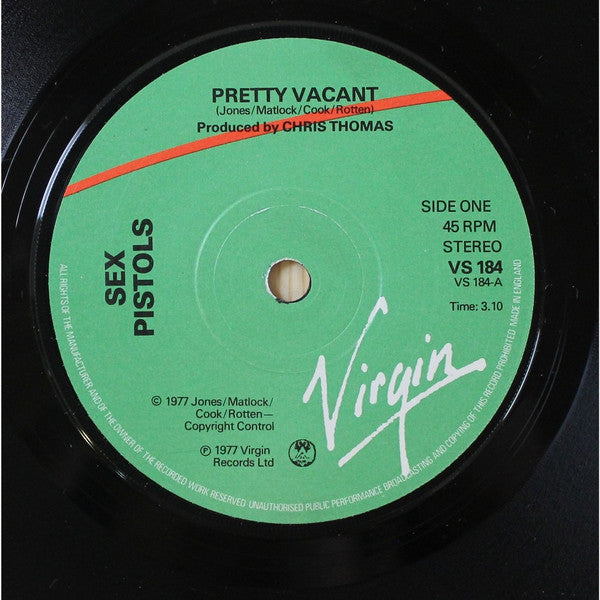 PRETTY VACANT
(Jones/Matlock/Cook/Rotten)
Produced by CHRIS THOMAS
SEX
PISTOLS
SIDE ONE
45 RPM
STEREO
VS 184
VS 184-A
Time: 3.10
Virgin
© 1977 Jones/Matlock/
Cook/Rotten—
Copyright Control
℗ 1977 Virgin
Records Ltd
ALL RIGHTS OF THE MANUFACTURER AND OF THE OWNER OF THE RECORDED WORK RESERVED UNAUTHORISED PUBLIC PERFORMANCE BROADCASTING AND COPYING OF THIS RECORD PROHIBITED MADE IN ENGLAND